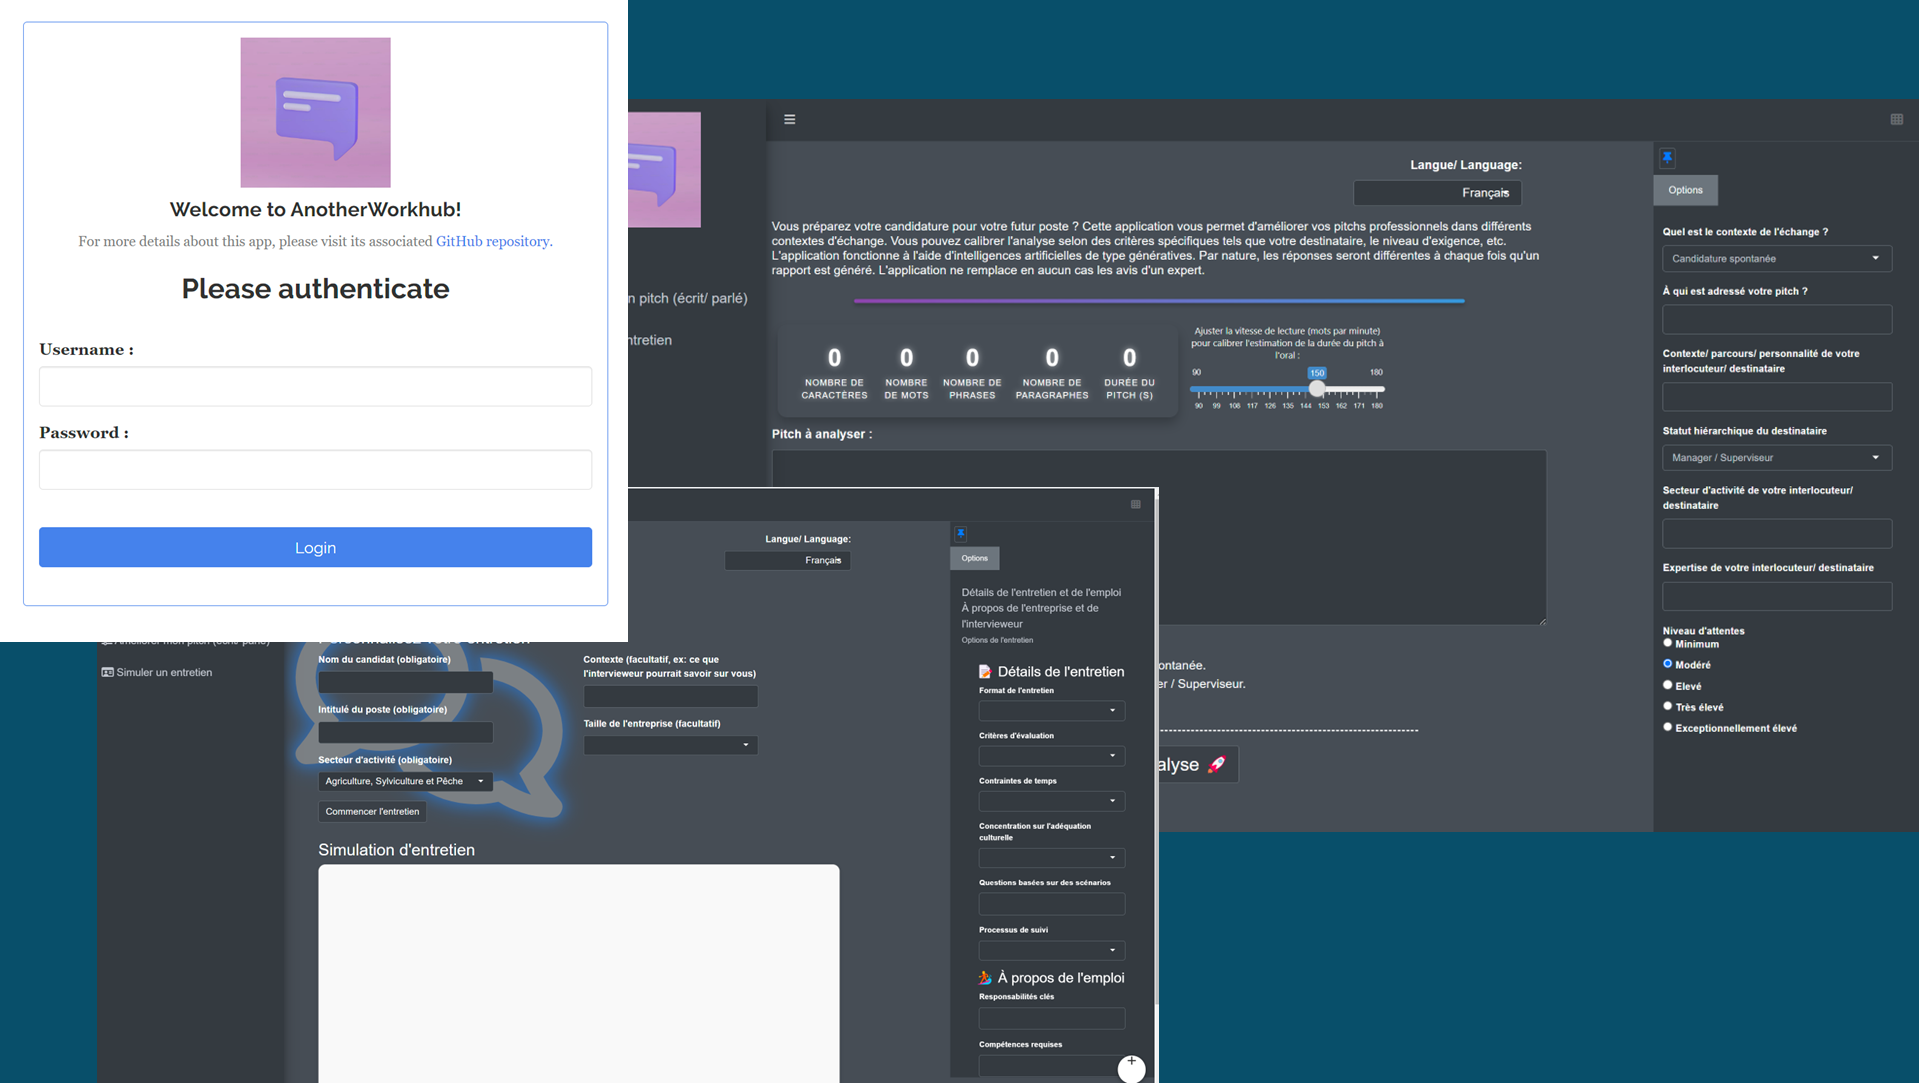 Welcome to AnotherWorkhub!
For more details about this app, please visit its associated GitHub repository.
Please authenticate
Username :
Password :
Login
n pitch (écrit/ parlé)
ntretien
Langue/ Language:
Français
Vous préparez votre candidature pour votre futur poste ? Cette application vous permet d'améliorer vos pitchs professionnels dans différents
contextes d'échange. Vous pouvez calibrer l'analyse selon des critères spécifiques tels que votre destinataire, le niveau d'exigence, etc.
L'application fonctionne à l'aide d'intelligences artificielles de type génératives. Par nature, les réponses seront différentes à chaque fois qu'un
rapport est généré. L'application ne remplace en aucun cas les avis d'un expert.
0 0 0 0 0
NOMBRE DE NOMBRE NOMBRE DE NOMBRE DE DURÉE DU
CARACTÈRES DE MOTS PHRASES PARAGRAPHES PITCH (S)
Ajuster la vitesse de lecture (mots par minute)
pour calibrer l'estimation de la durée du pitch à
l'oral :
90 150 180
90 99 108 117 126 135 144 153 162 171 180
Pitch à analyser :
ontanée.
er / Superviseur.
alyse
Options
Quel est le contexte de l'échange ?
Candidature spontanée
À qui est adressé votre pitch ?
Contexte/ parcours/ personnalité de votre
interlocuteur/ destinataire
Statut hiérarchique du destinataire
Manager / Superviseur
Secteur d'activité de votre interlocuteur/
destinataire
Expertise de votre interlocuteur/ destinataire
Niveau d'attentes
Minimum
Modéré
Elevé
Très élevé
Exceptionnellement élevé
Simuler un entretien
Langue/ Language:
Français
Nom du candidat (obligatoire)
Intitulé du poste (obligatoire)
Secteur d'activité (obligatoire)
Agriculture, Sylviculture et Pêche
Commencer l'entretien
Contexte (facultatif, ex: ce que
l'intervieweur pourrait savoir sur vous)
Taille de l'entreprise (facultatif)
Simulation d'entretien
Options
Détails de l'entretien et de l'emploi
À propos de l'entreprise et de
l'intervieweur
Options de l'entretien
Détails de l'entretien
Format de l'entretien
Critères d'évaluation
Contraintes de temps
Concentration sur l'adéquation
culturelle
Questions basées sur des scénarios
Processus de suivi
À propos de l'emploi
Responsabilités clés
Compétences requises
+